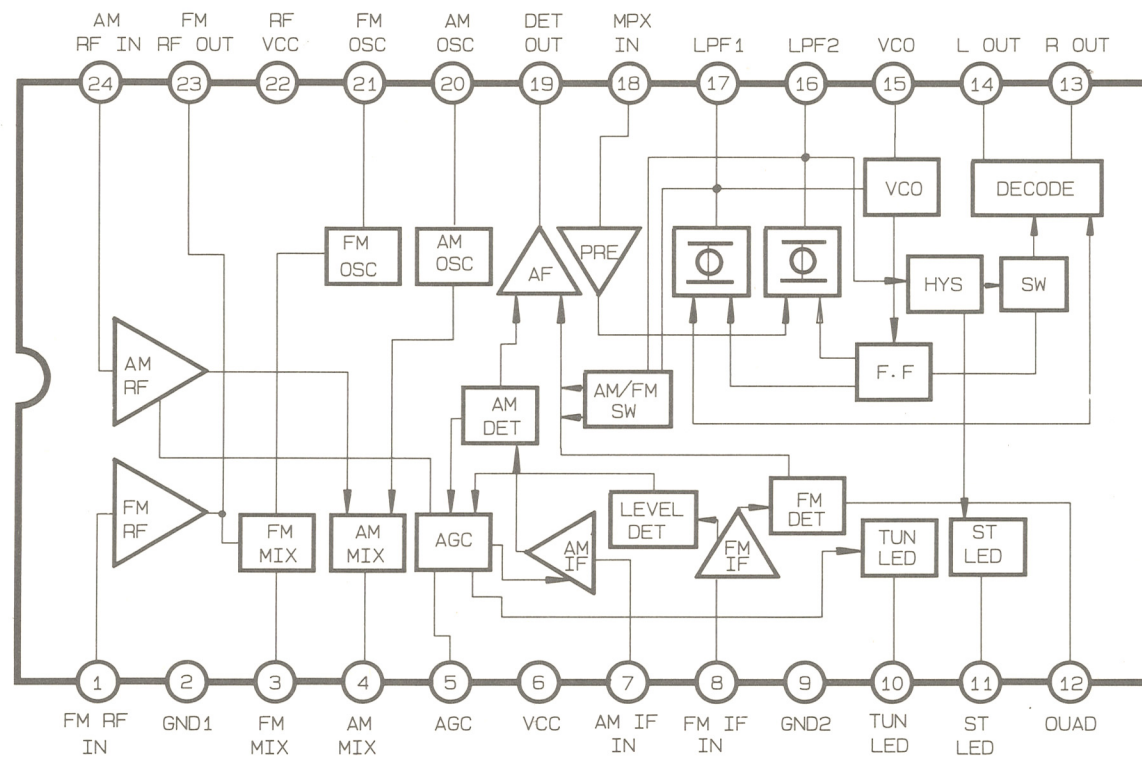 AM FM RF FM AM DET MPX
RF IN RF OUT VCC OSC OSC OUT IN LPF1 LPF2 VCO L OUT R OUT
24 23 22 21 20 19 18 17 16 15 14 13
VCO DECODE
FM OSC
AM OSC
AF
PRE
HYS
SW
AM RF
F.F
AM DET
AM/FM SW
FM RF
FM MIX
AM MIX
AGC
AM IF
LEVEL DET
FM IF
FM DET
TUN LED
ST LED
1 2 3 4 5 6 7 8 9 10 11 12
FM RF GND1 FM AM AGC VCC AM IF FM IF GND2 TUN ST OUAD
IN MIX MIX IN IN LED LED